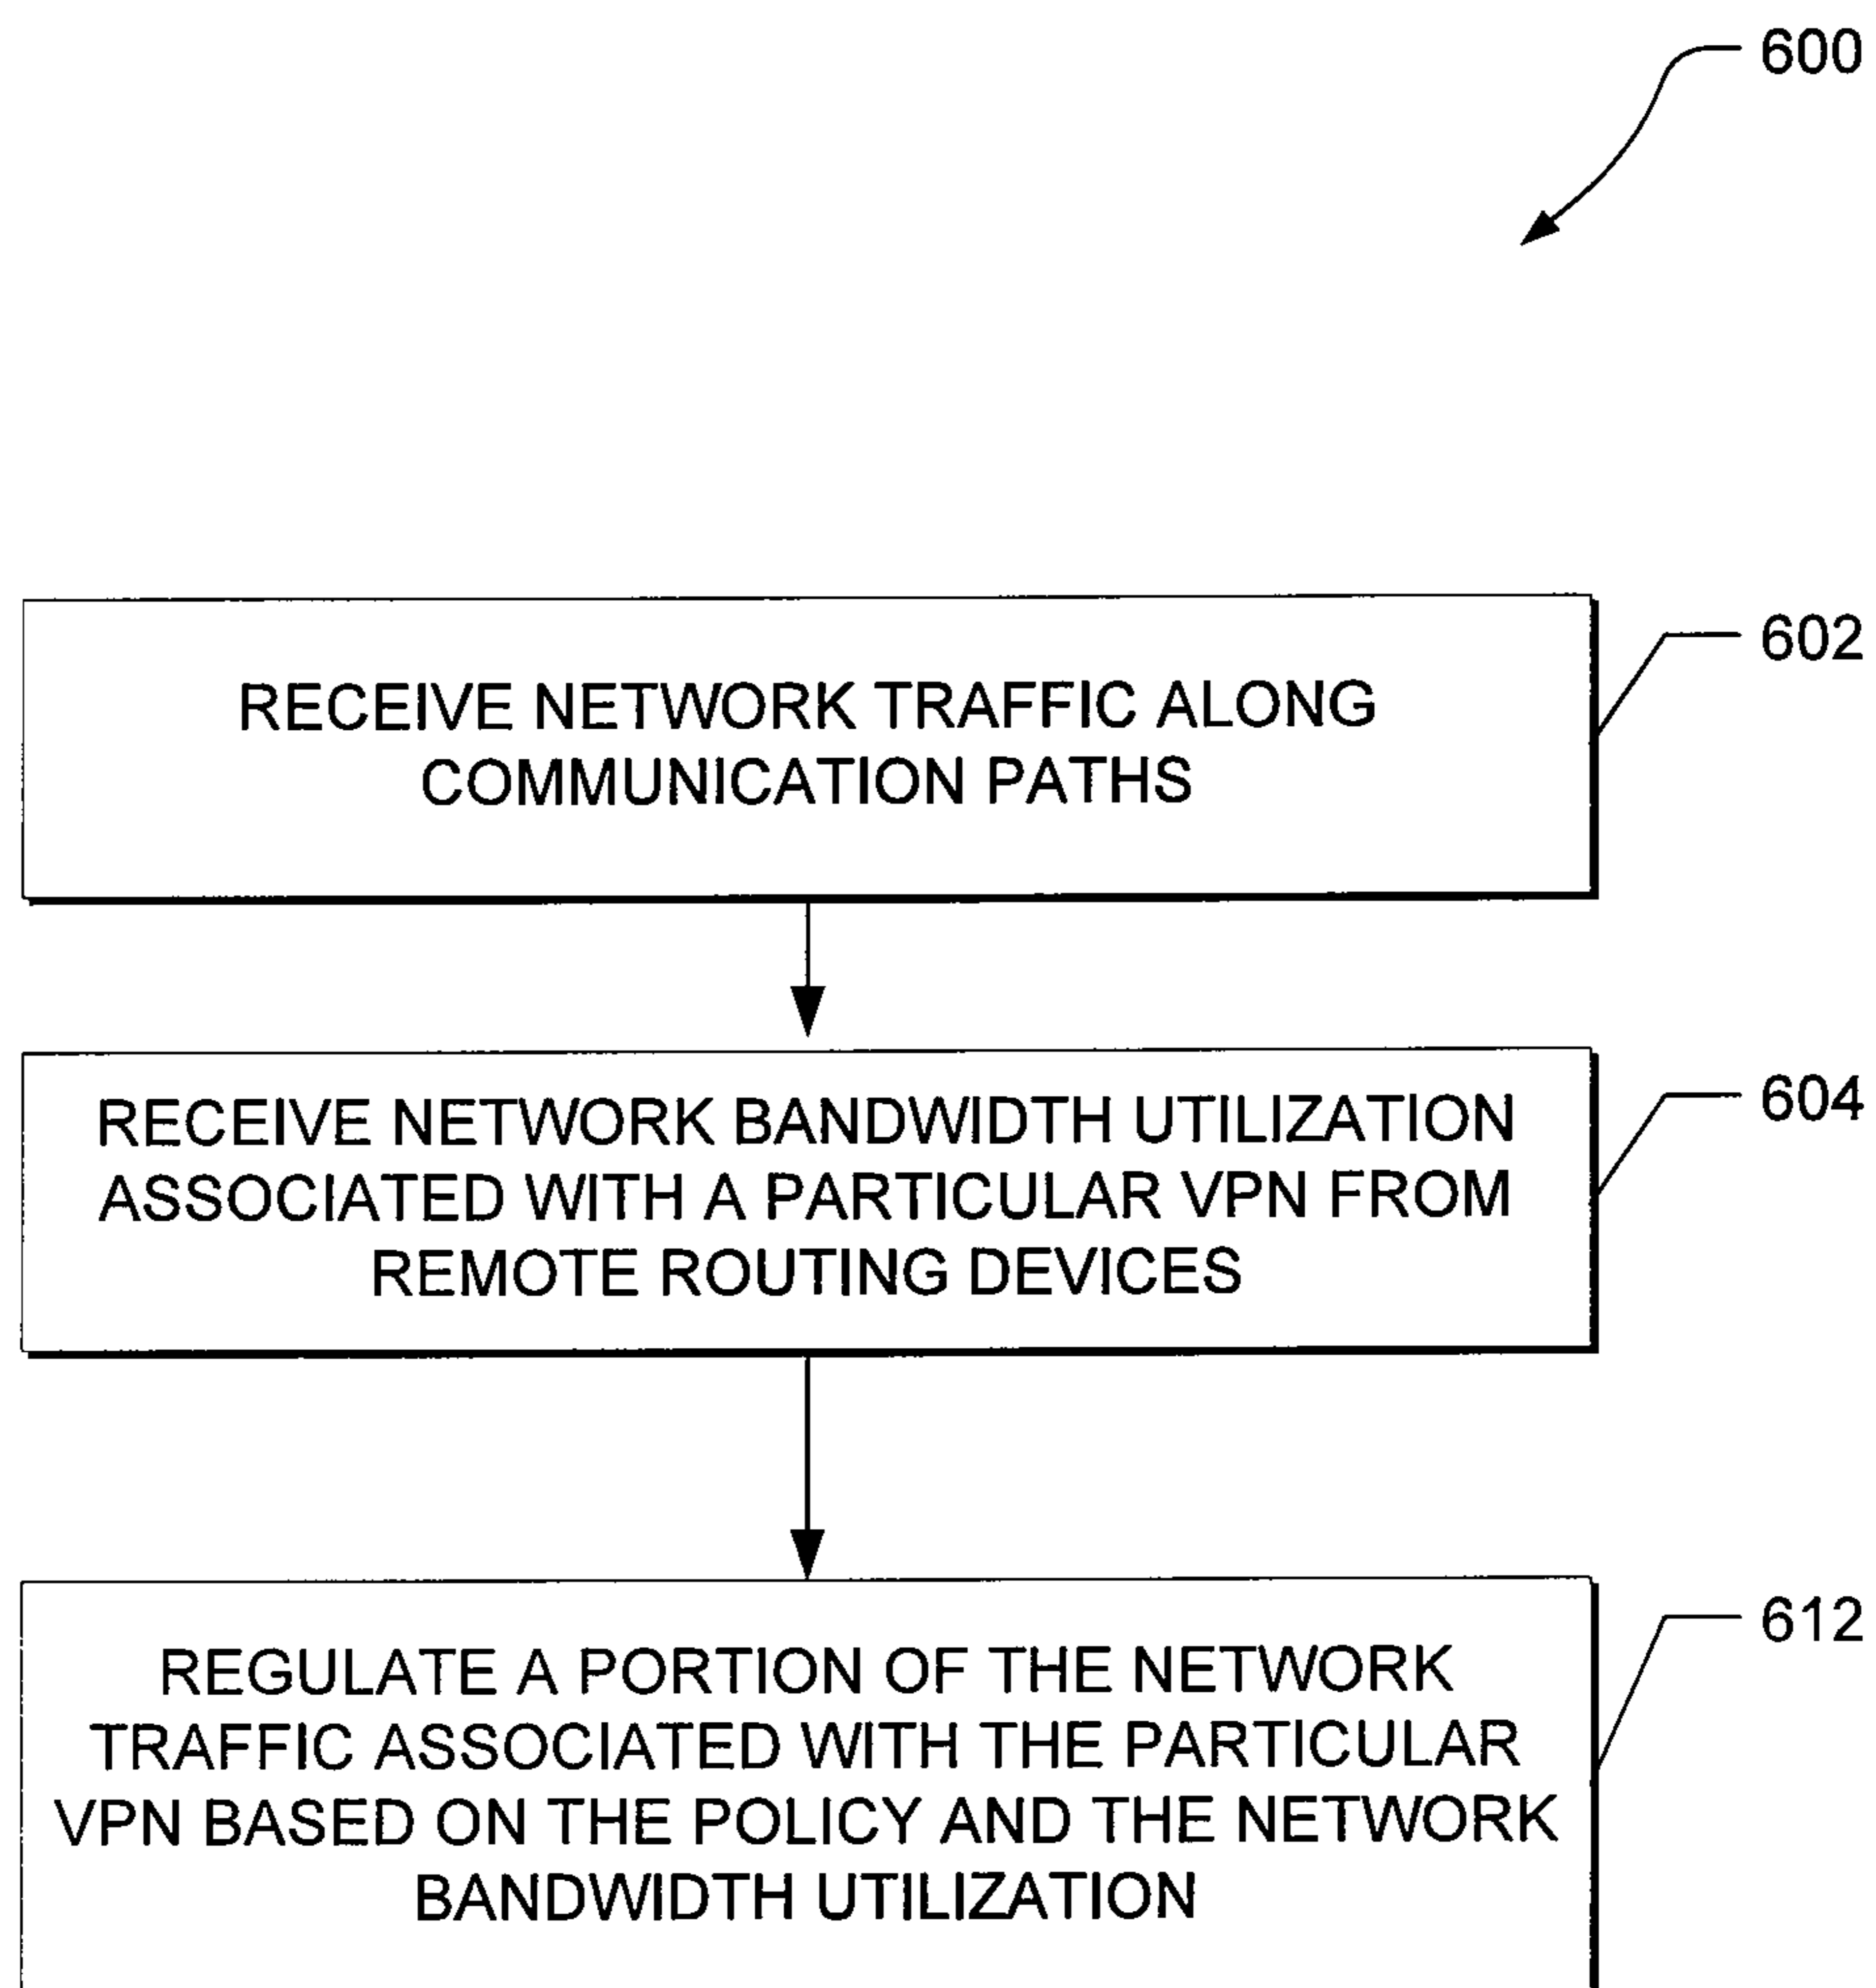 600
RECEIVE NETWORK TRAFFIC ALONG
COMMUNICATION PATHS
602
RECEIVE NETWORK BANDWIDTH UTILIZATION
ASSOCIATED WITH A PARTICULAR VPN FROM
REMOTE ROUTING DEVICES
604
REGULATE A PORTION OF THE NETWORK
TRAFFIC ASSOCIATED WITH THE PARTICULAR
VPN BASED ON THE POLICY AND THE NETWORK
BANDWIDTH UTILIZATION
612